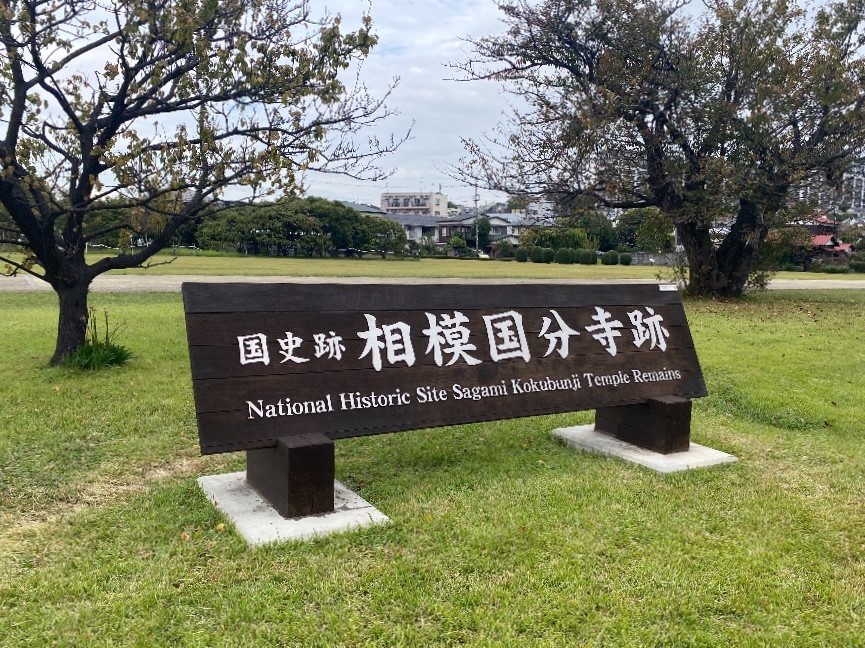 国史跡 相模国分寺跡
National Historic Site Sagami Kokubunji Temple Remains